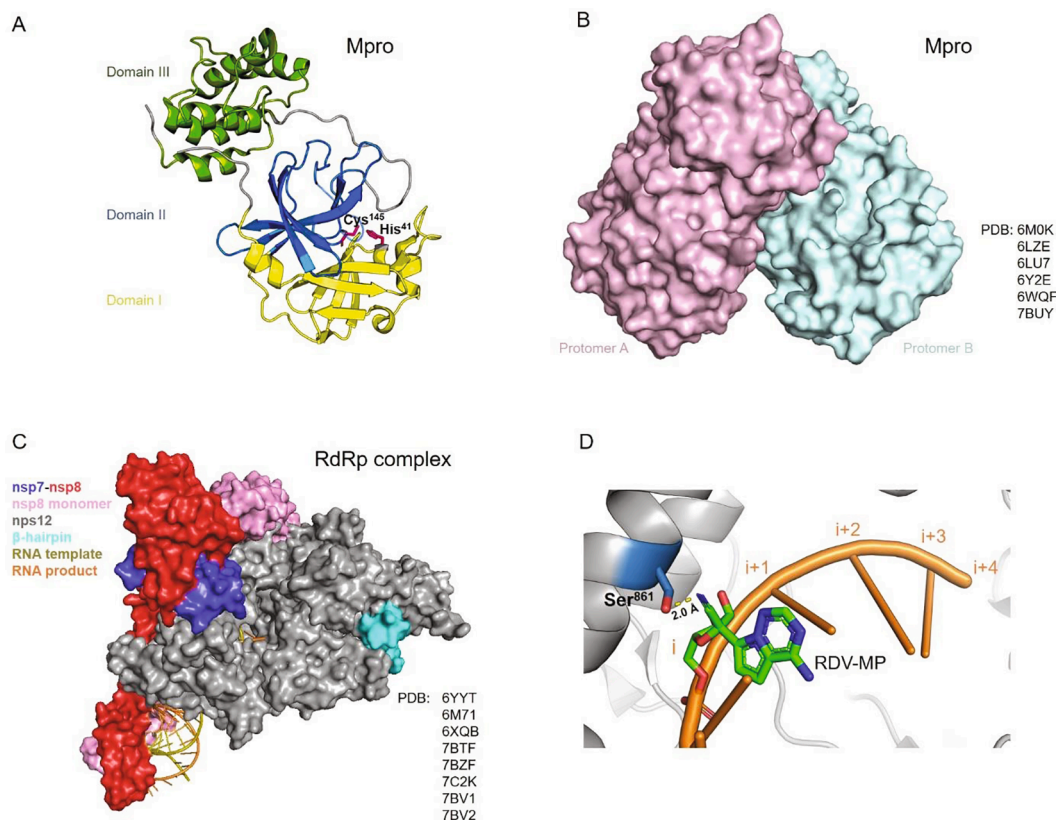 A
Mpro
Domain III
Domain II
Cys145
His41
Domain I
B
Mpro
PDB: 6M0K
6LZE
6LU7
6Y2E
6WQF
7BUY
Protomer A
Protomer B
C
RdRp complex
nsp7-nsp8
nsp8 monomer
nps12
β-hairpin
RNA template
RNA product
PDB: 6YYT
6M71
6XQB
7BTF
7BZF
7C2K
7BV1
7BV2
D
i+2
i+3
i+1
i+4
Ser861
2.0 Å
i
RDV-MP